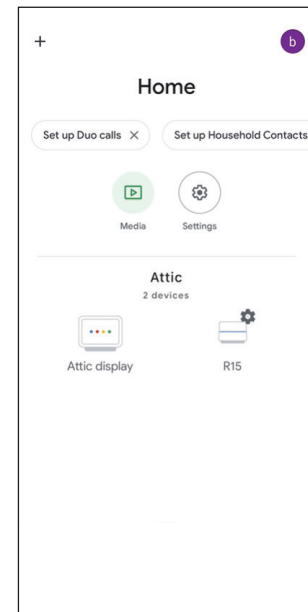 +
b
Home
Set up Duo calls ×
Set up Household Contacts
Media
Settings
Attic
2 devices
Attic display
R15